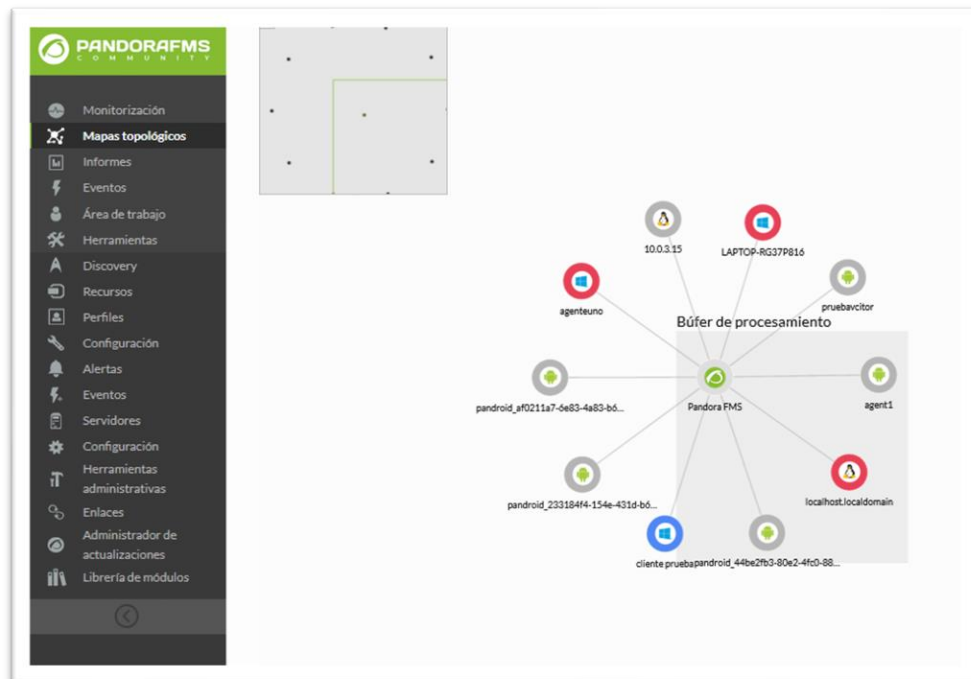 PANDORAFMS
COMMUNITY
Monitorización
Mapas topológicos
Informes
Eventos
Área de trabajo
Herramientas
Discovery
Recursos
Perfiles
Configuración
Alertas
Eventos
Servidores
Configuración
Herramientas
administrativas
Enlaces
Administrador de
actualizaciones
Librería de módulos
10.0.3.15
LAPTOP-RG37P816
agenteuno
pruebavcitor
Búfer de procesamiento
pandroid_af0211a7-6e83-4a83-b6...
Pandora FMS
agent1
pandroid_233184f4-154e-431d-b6...
localhost.localdomain
cliente prueba
pandroid_44be2fb3-80e2-4fc0-88...